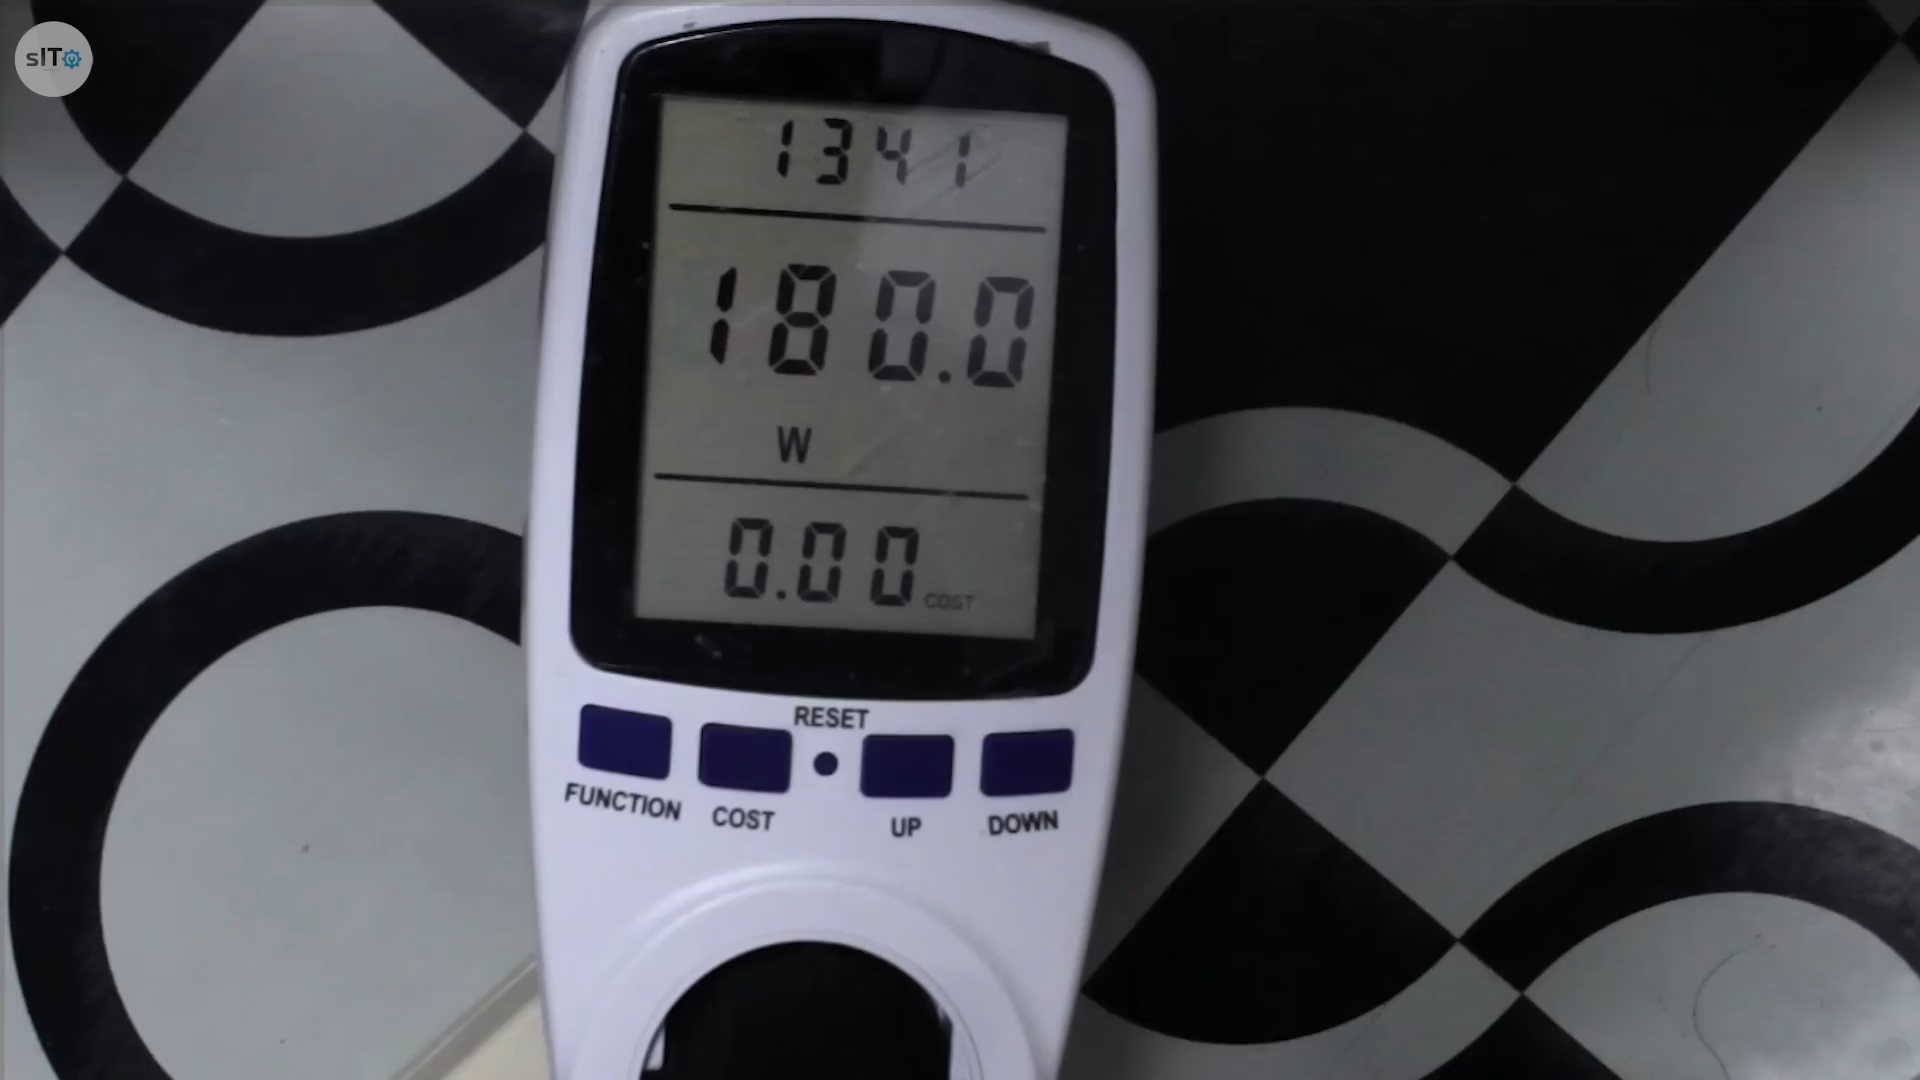 sIT
1341
180.0
W
0.00 COST
RESET
FUNCTION COST UP DOWN